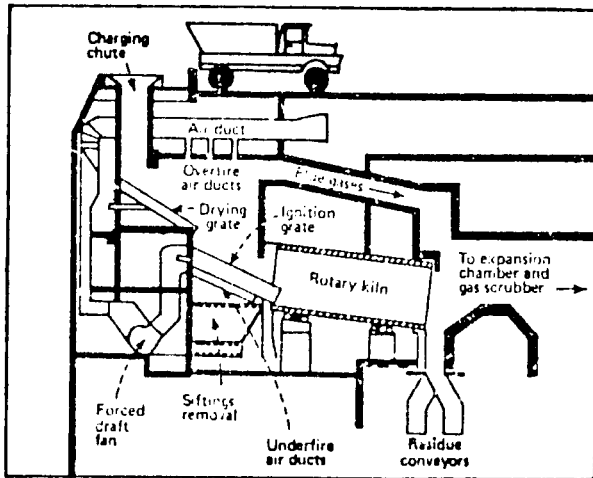 Charging
chute
Air duct
Overfire
air ducts
Flue gases
Drying
grate
Ignition
grate
Rotary kiln
To expansion
chamber and
gas scrubber
Forced
draft
fan
Siftings
removal
Underfire
air ducts
Residue
conveyors